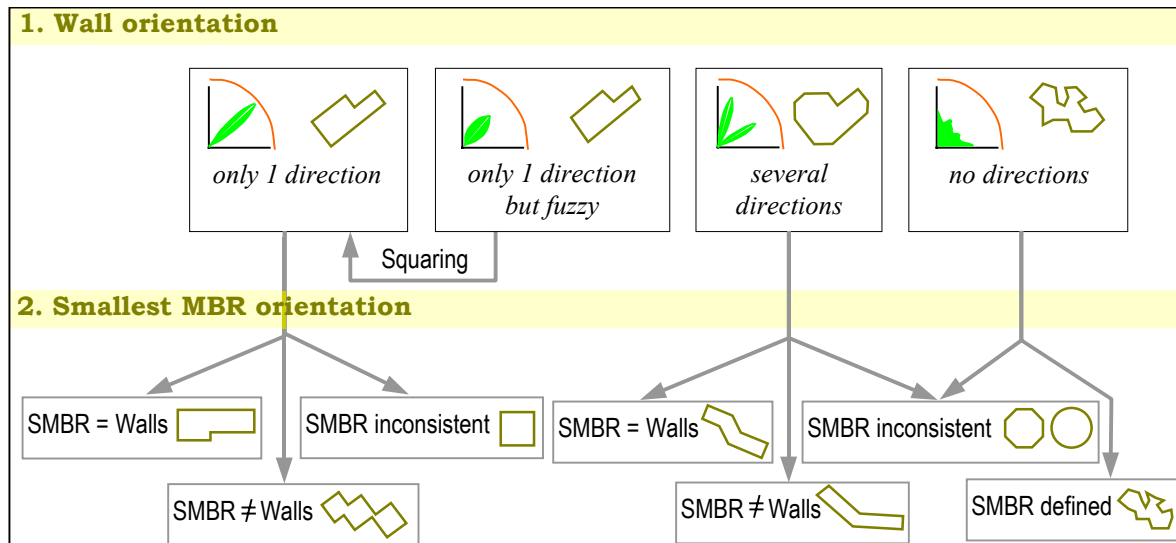 1. Wall orientation
only 1 direction
only 1 direction
but fuzzy
several
directions
no directions
Squaring
2. Smallest MBR orientation
SMBR = Walls
SMBR inconsistent
SMBR = Walls
SMBR inconsistent
SMBR ≠ Walls
SMBR ≠ Walls
SMBR defined